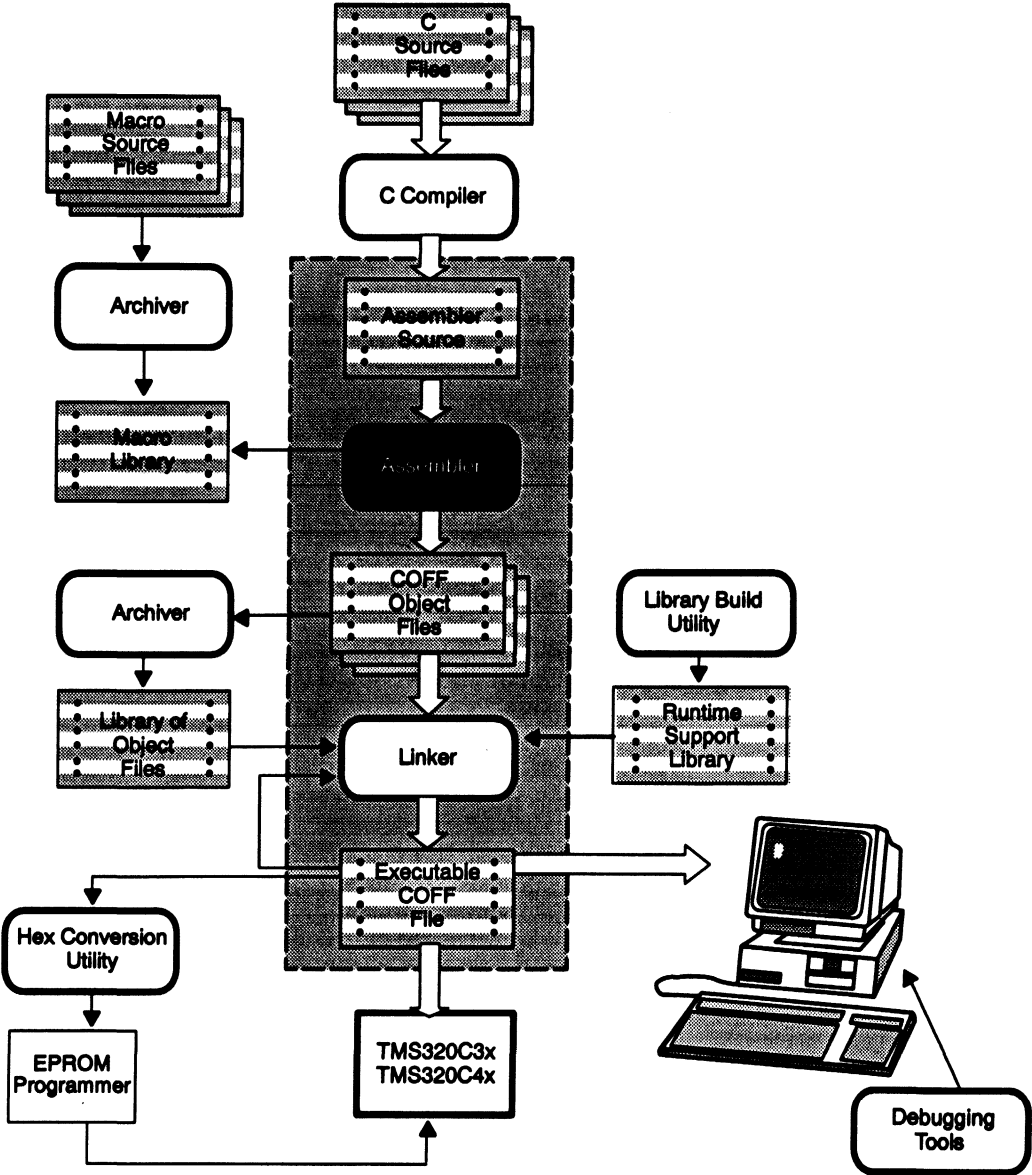 C
Source
Files
Macro
Source
Files
C Compiler
Archiver
Assembler
Source
Macro
Library
Assembler
COFF
Object
Files
Archiver
Library Build
Utility
Library of
Object
Files
Linker
Runtime
Support
Library
Executable
COFF
File
Hex Conversion
Utility
EPROM
Programmer
TMS320C3x
TMS320C4x
Debugging
Tools